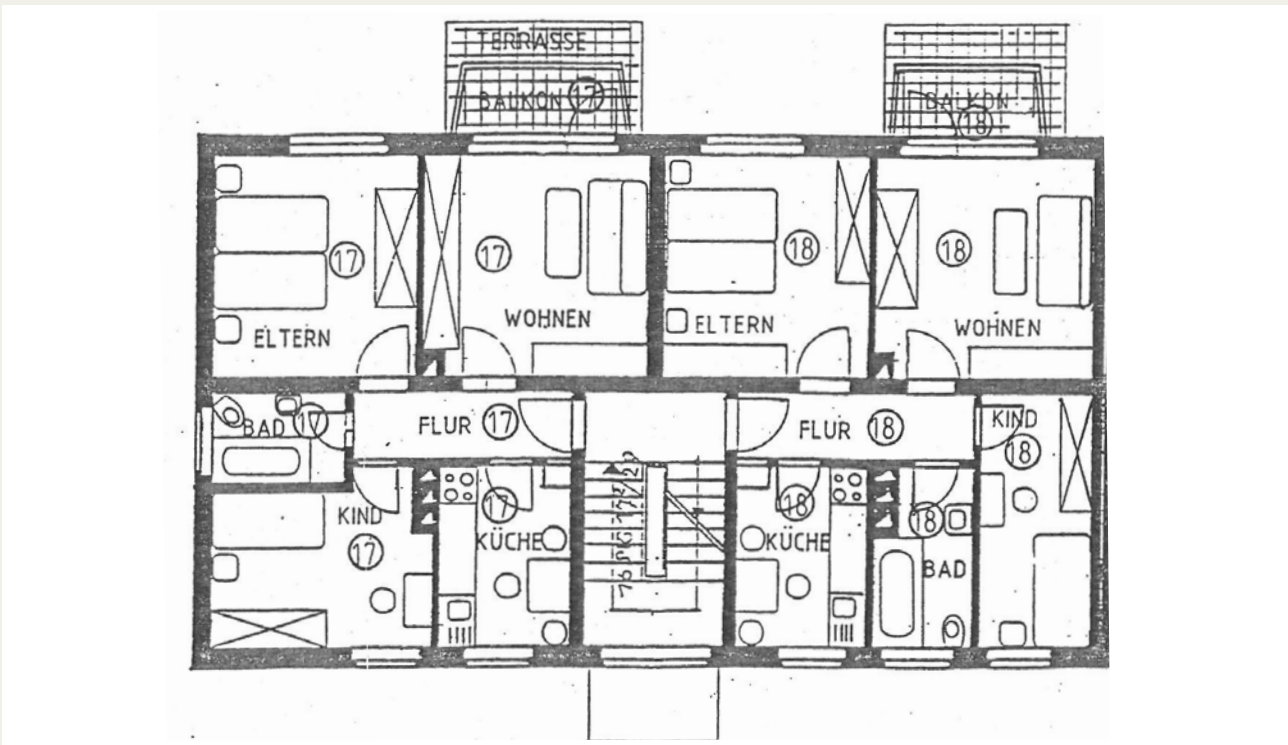 TERRASSE
BALKON 17
BALKON
18
17
ELTERN
17
WOHNEN
18
ELTERN
18
WOHNEN
BAD 17
FLUR 17
FLUR 18
KIND
18
KIND
17
17
KÜCHE
18
KÜCHE
18
BAD